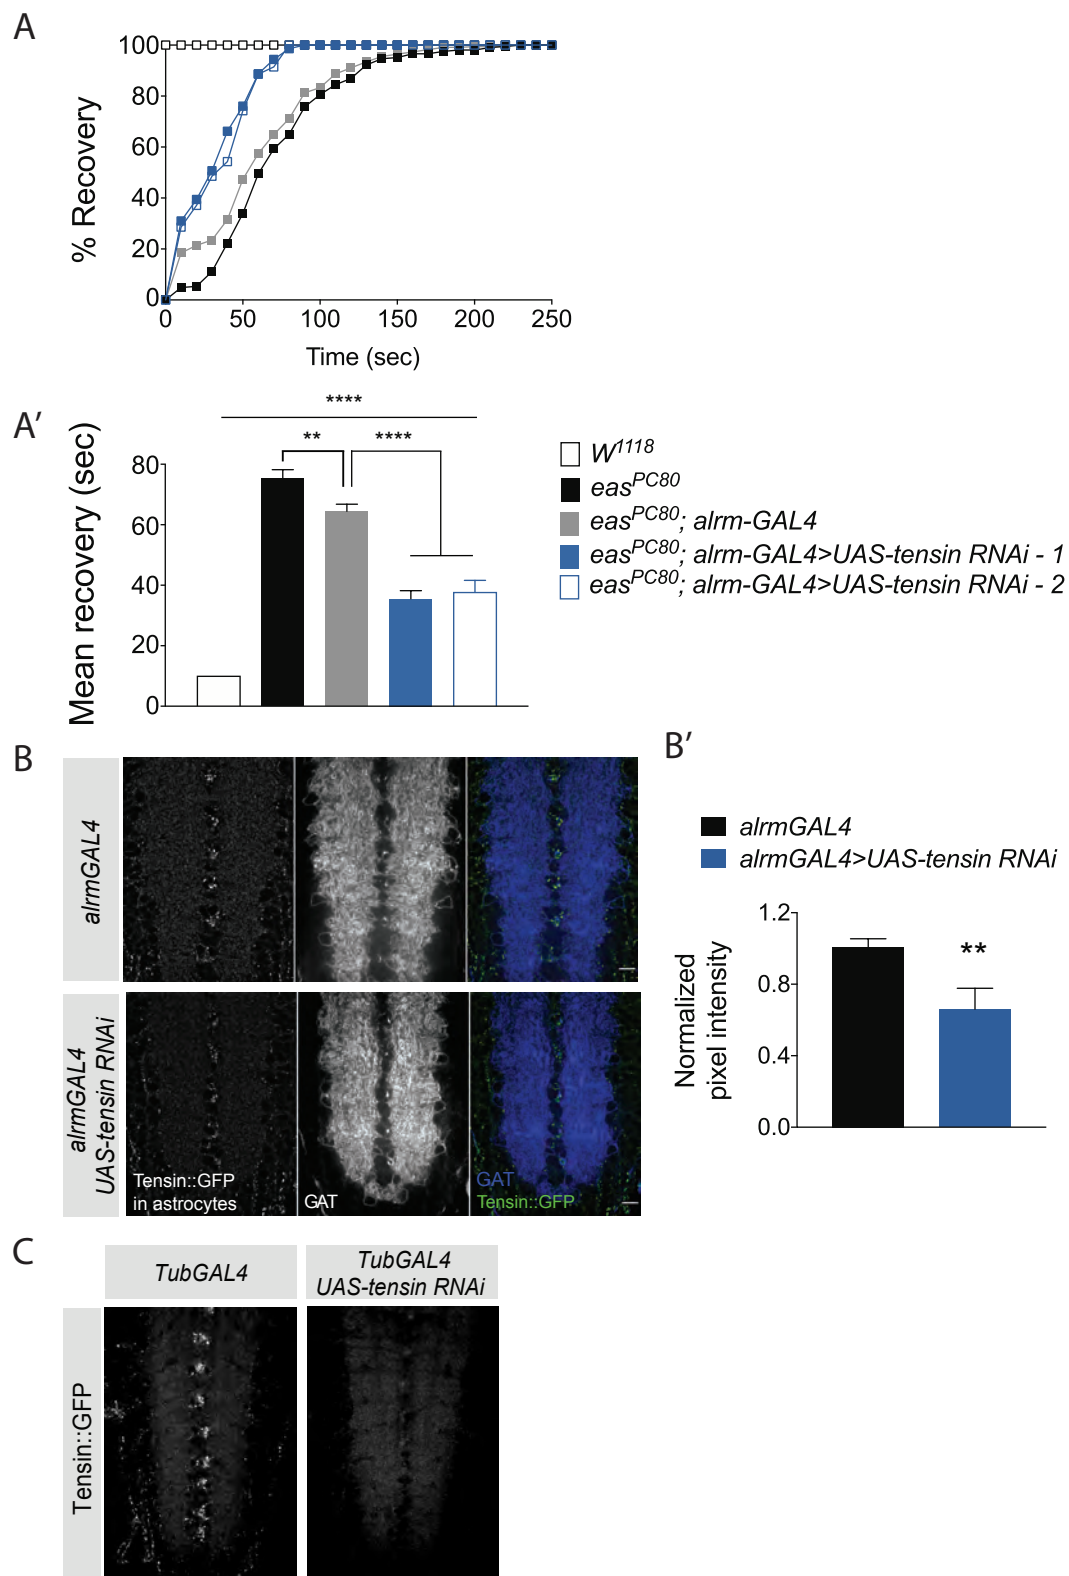 A
% Recovery
100
80
60
40
20
0
0 50 100 150 200 250
Time (sec)
A′
Mean recovery (sec)
80
60
40
20
0
****
** ****
W1118
easPC80
easPC80; alrm-GAL4
easPC80; alrm-GAL4>UAS-tensin RNAi - 1
easPC80; alrm-GAL4>UAS-tensin RNAi - 2
B
alrmGAL4
alrmGAL4
UAS-tensin RNAi
Tensin::GFP
in astrocytes
GAT
GAT
Tensin::GFP
B′
alrmGAL4
alrmGAL4>UAS-tensin RNAi
Normalized
pixel intensity
1.2
0.8
0.4
0.0
**
C
TubGAL4
TubGAL4
UAS-tensin RNAi
Tensin::GFP